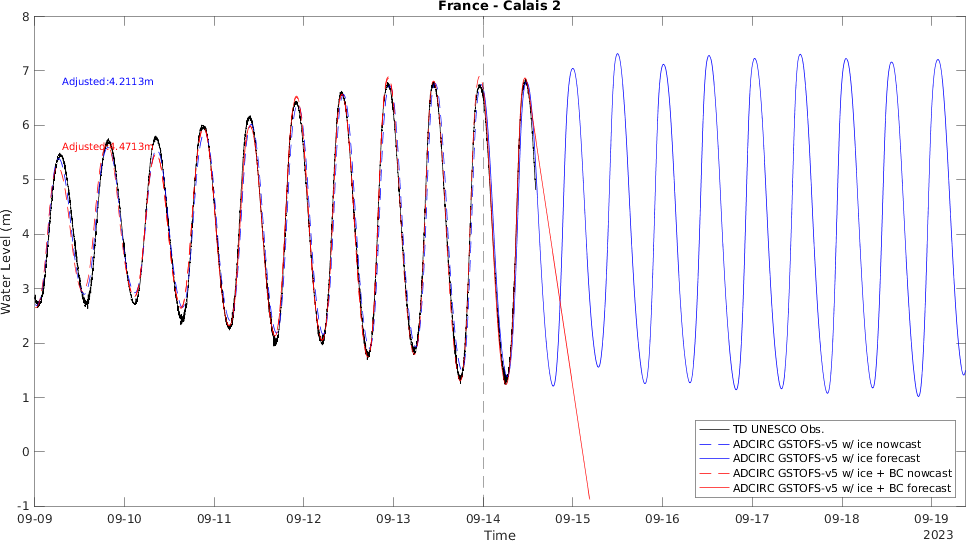 France - Calais 2
8
7
6
5
4
3
2
1
0
-1
Water Level (m)
Adjusted:4.2113m
Adjusted:4.4713m
TD UNESCO Obs.
ADCIRC GSTOFS-v5 w/ ice nowcast
ADCIRC GSTOFS-v5 w/ ice forecast
ADCIRC GSTOFS-v5 w/ ice + BC nowcast
ADCIRC GSTOFS-v5 w/ ice + BC forecast
09-09 09-10 09-11 09-12 09-13 09-14 09-15 09-16 09-17 09-18 09-19
Time
2023